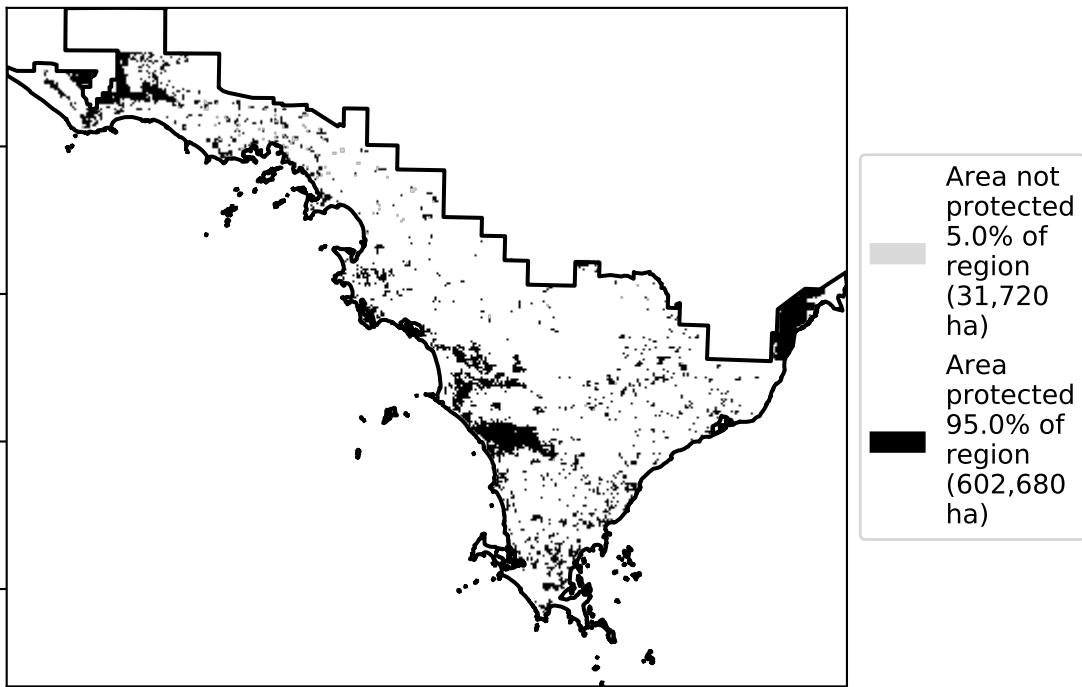 Area not
protected
5.0% of
region
(31,720
ha)
Area
protected
95.0% of
region
(602,680
ha)